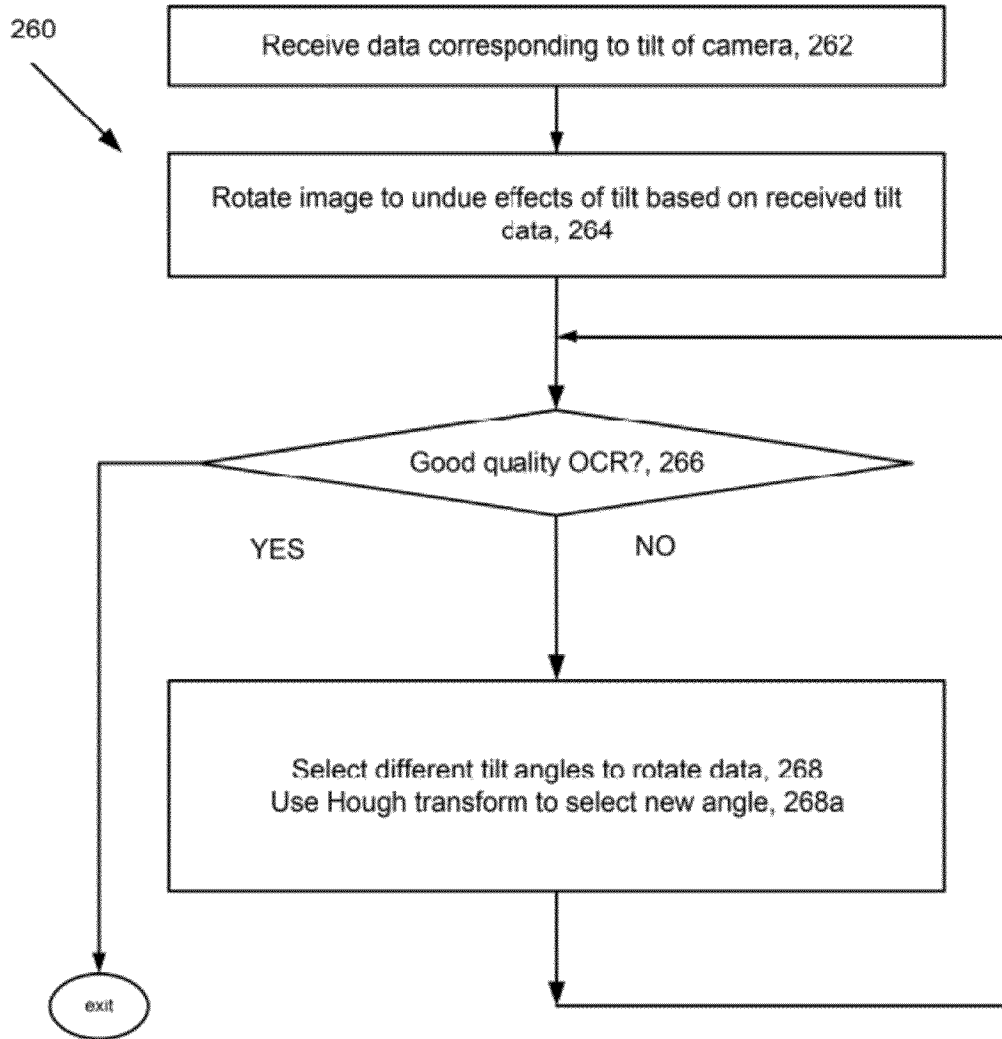 260
Receive data corresponding to tilt of camera, 262
Rotate image to undue effects of tilt based on received tilt
data, 264
Good quality OCR?, 266
YES
NO
Select different tilt angles to rotate data, 268
Use Hough transform to select new angle, 268a
exit